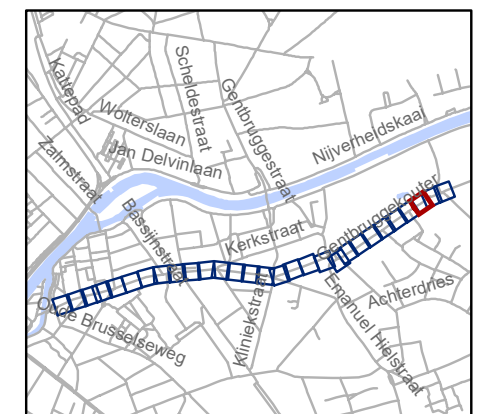 Kattepad
Scheldestraat
Wolterslaan
Gentbruggestraat
Nijverheidskaai
Jan Delvinlaan
Zalmstraat
Bassijnstraat
Kerkstraat
Gentbruggekouter
Oude Brusselseweg
Kliniekstraat
Emanuel Hielstraat
Achterdries